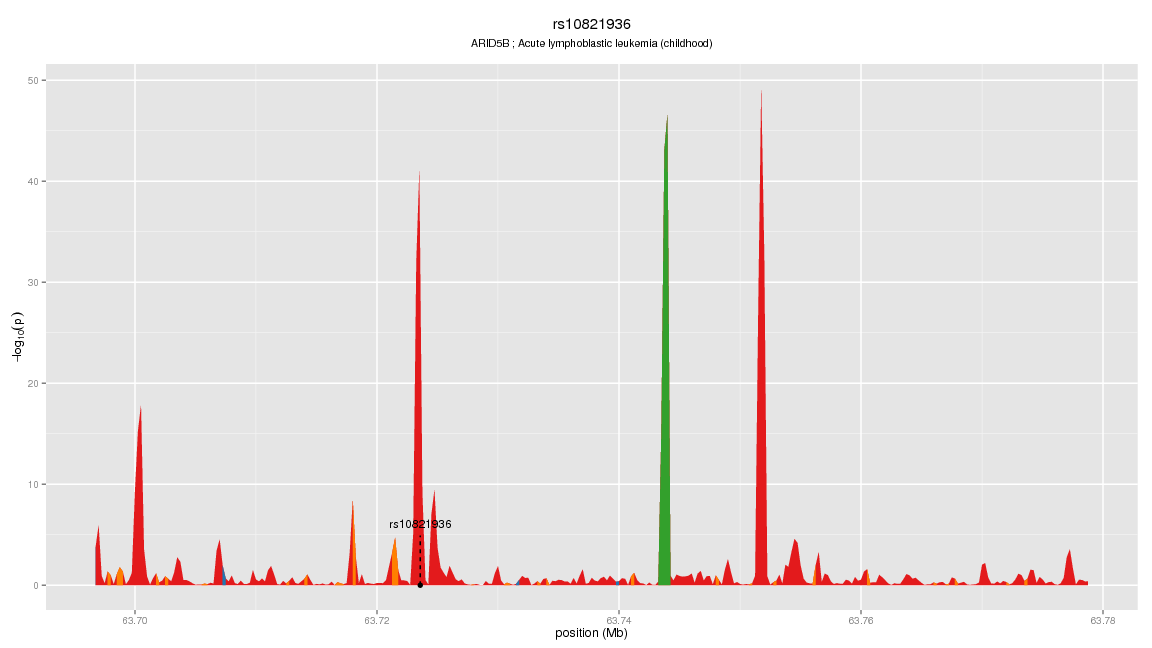 rs10821936
ARID5B ; Acute lymphoblastic leukemia (childhood)
50
40
30
20
10
0
−log10(p)
rs10821936
63.70
63.72
63.74
63.76
63.78
position (Mb)